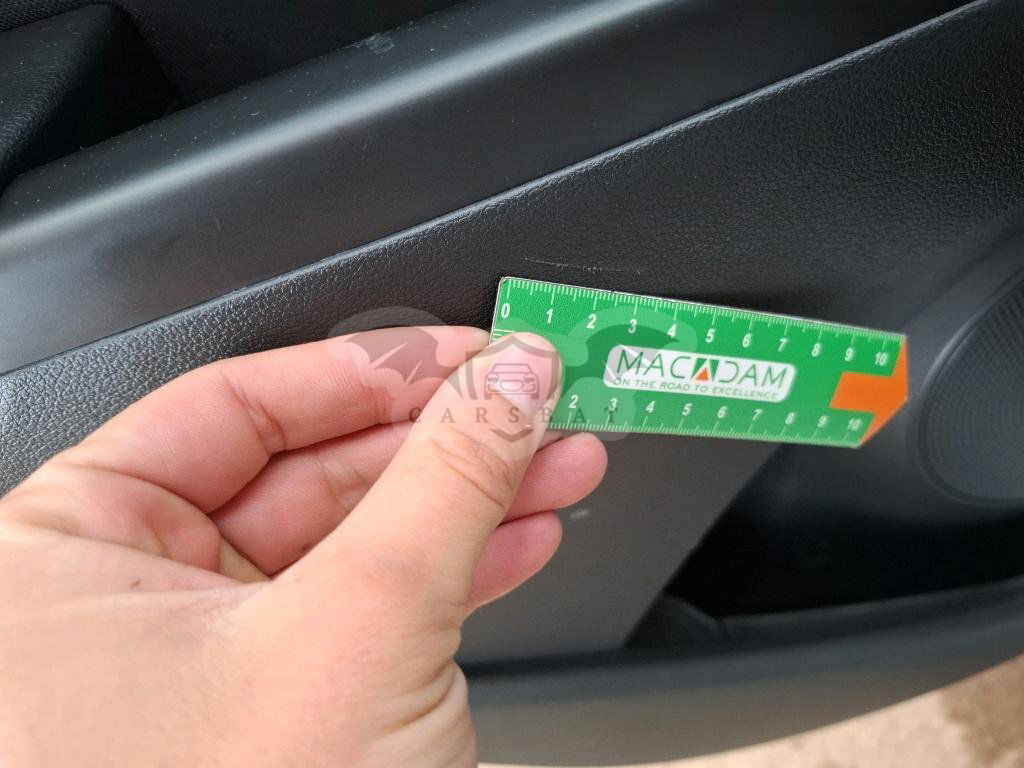 0 1 2 3 4 5 6 7 8 9 10
MACADAM
ON THE ROAD TO EXCELLENCE
2 3 4 5 6 7 8 9 10
CARSBAT